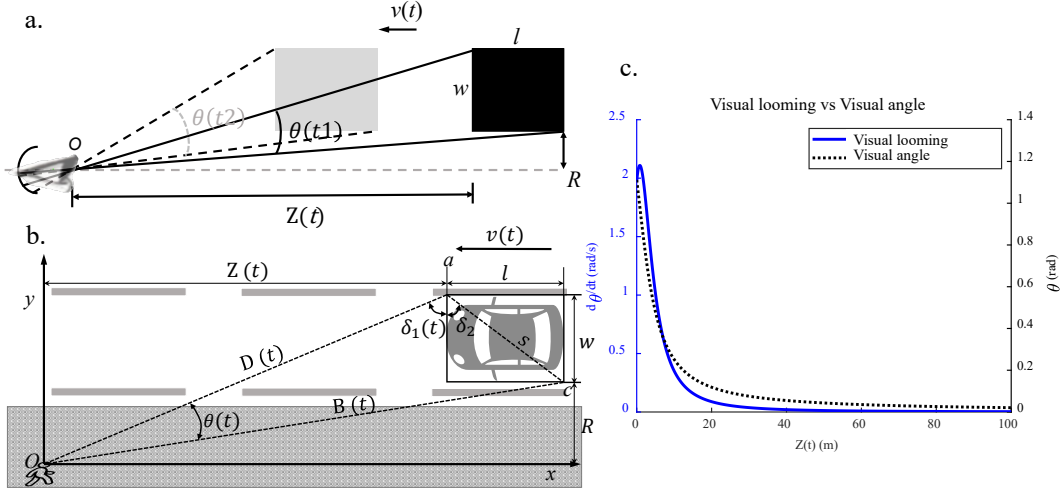 a.
v(t)
l
w
θ(t2)
θ(t1)
O
R
Z(t)
b.
v(t)
a
Z (t)
l
y
δ₁(t)
δ₂
D (t)
s
w
c
B (t)
θ(t)
R
O
x
c.
Visual looming vs Visual angle
2.5
2
1.5
1
0.5
0
dθ/dt (rad/s)
Visual looming
Visual angle
1.4
1.2
1
0.8
0.6
0.4
0.2
0
θ (rad)
0 20 40 60 80 100
Z(t) (m)